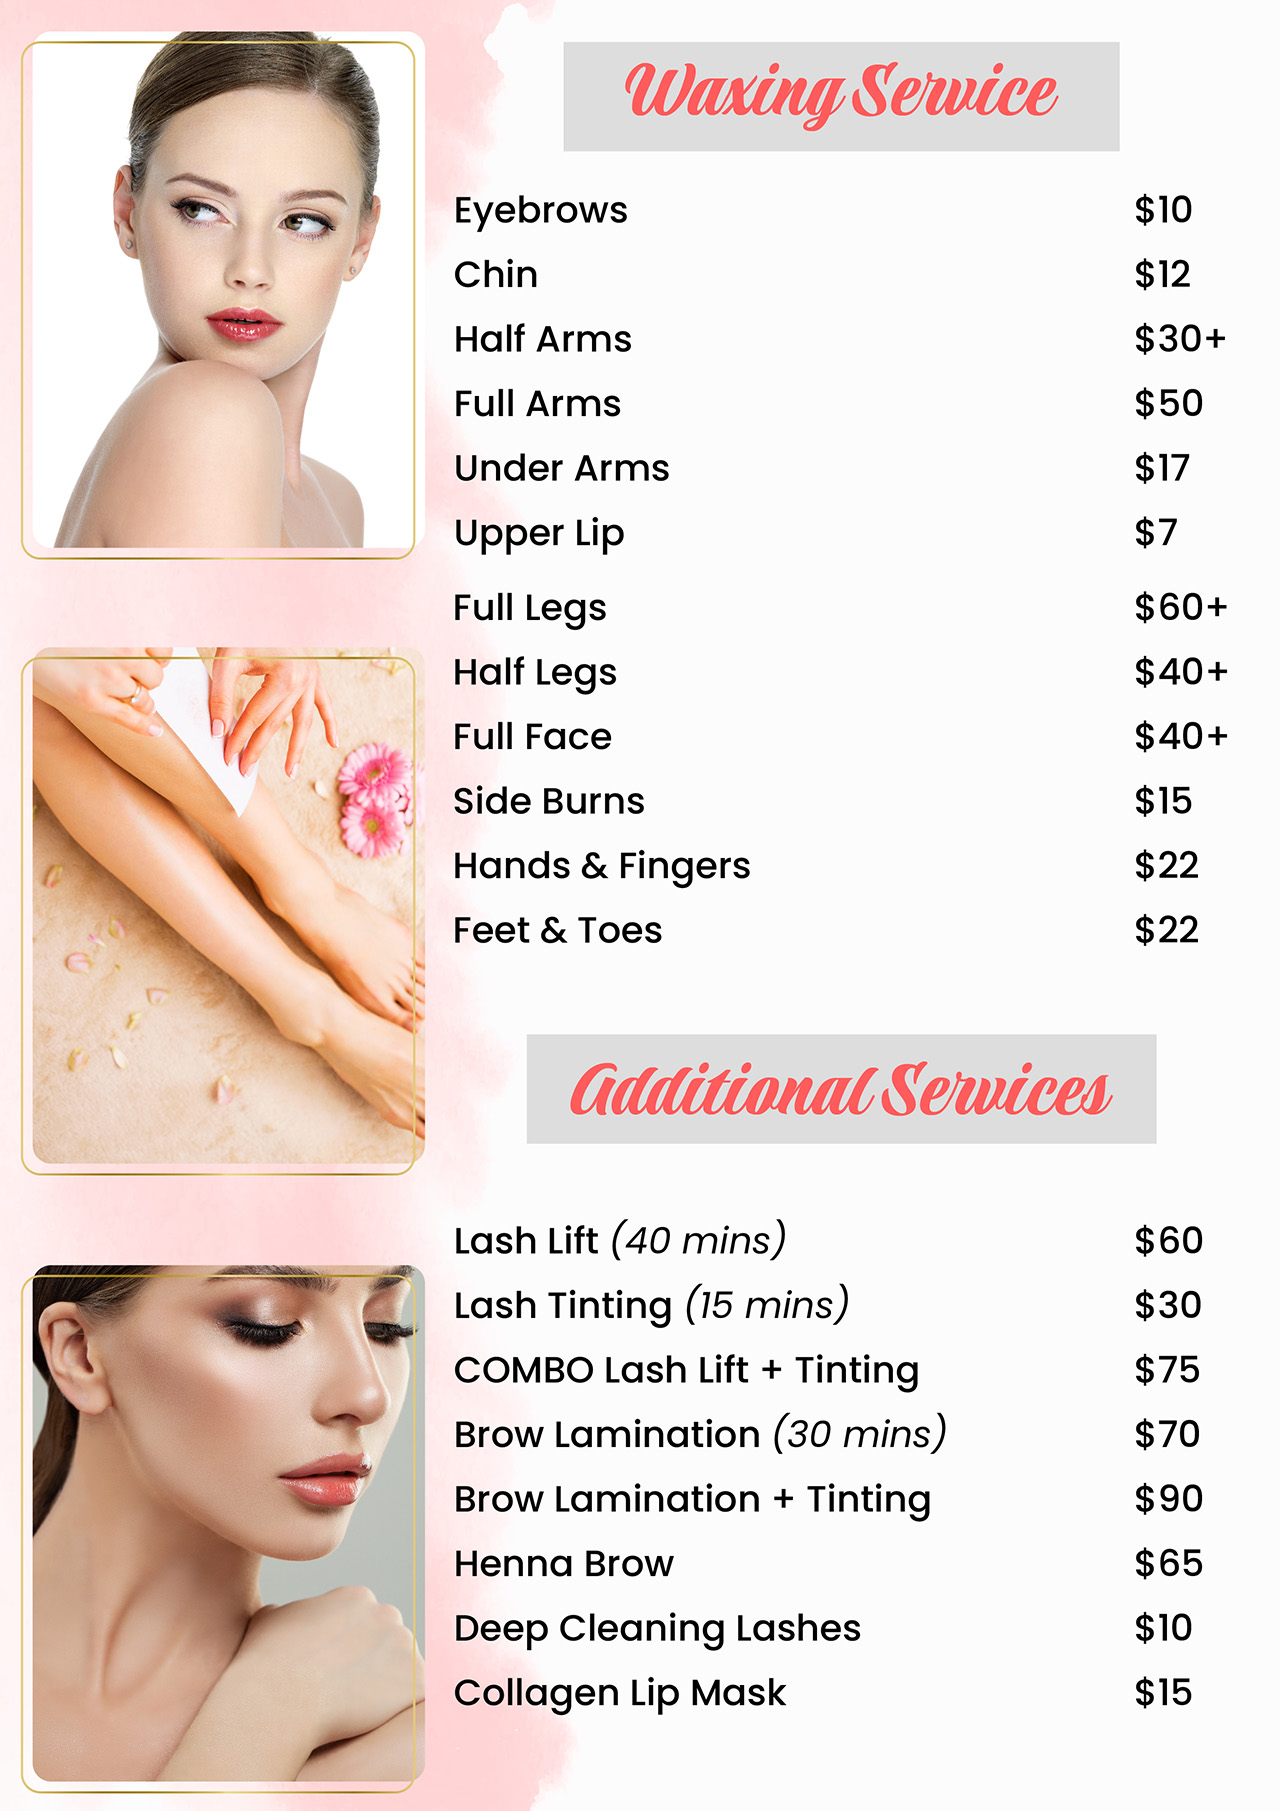 Waxing Service
Eyebrows $10
Chin $12
Half Arms $30+
Full Arms $50
Under Arms $17
Upper Lip $7
Full Legs $60+
Half Legs $40+
Full Face $40+
Side Burns $15
Hands & Fingers $22
Feet & Toes $22
Additional Services
Lash Lift (40 mins) $60
Lash Tinting (15 mins) $30
COMBO Lash Lift + Tinting $75
Brow Lamination (30 mins) $70
Brow Lamination + Tinting $90
Henna Brow $65
Deep Cleaning Lashes $10
Collagen Lip Mask $15